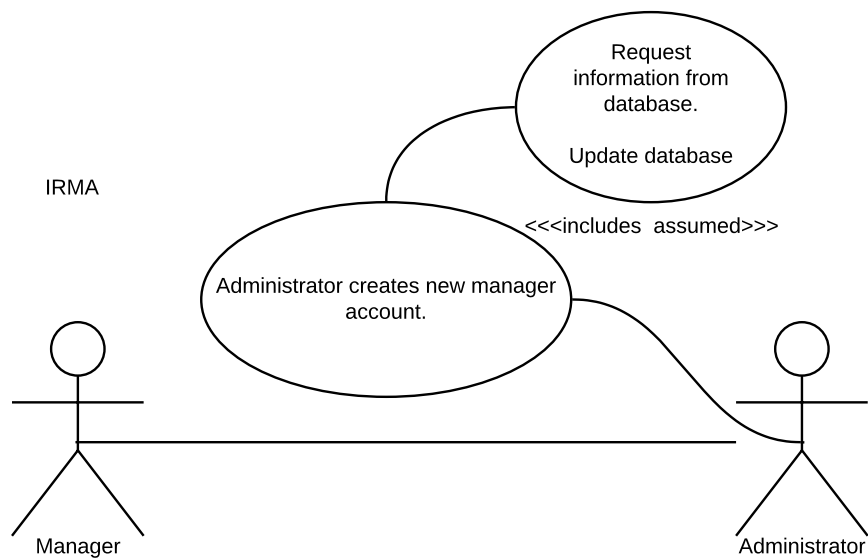 Request
information from
database.
Update database
IRMA
<<<includes  assumed>>>
Administrator creates new manager
account.
Manager
Administrator